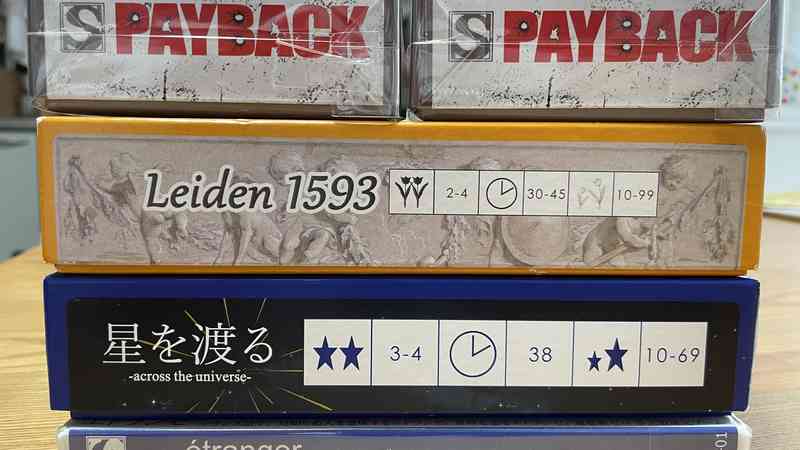 S PAYBACK
S PAYBACK
Leiden 1593 2-4 30-45 10-99
星を渡る 3-4 38 10-69
-across the universe-
étranger
-01